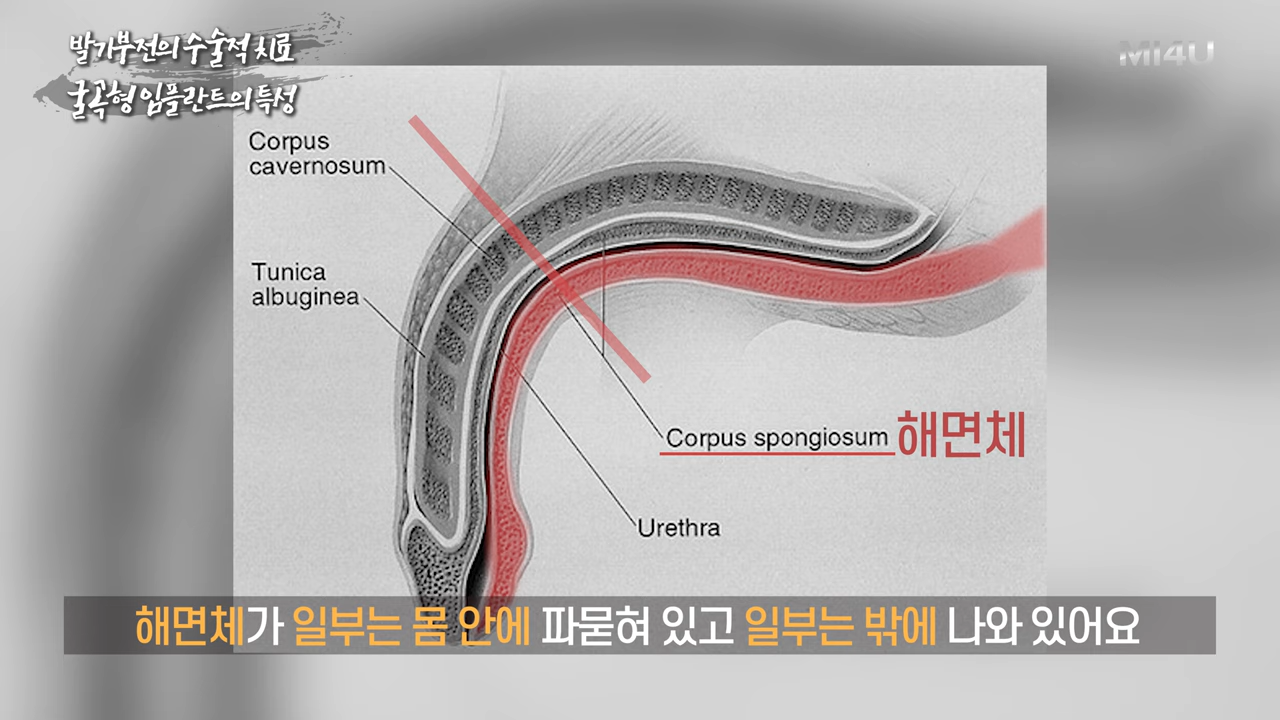 발기부전의 수술적 치료
굴곡형 임플란트의 특성
MI4U
Corpus
cavernosum
Tunica
albuginea
Corpus spongiosum 해면체
Urethra
해면체가 일부는 몸 안에 파묻혀 있고 일부는 밖에 나와 있어요